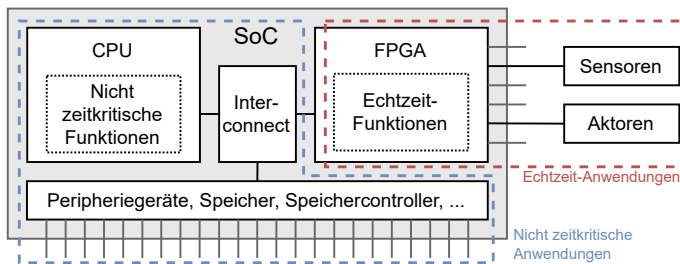 SoC
CPU
Nicht
zeitkritische
Funktionen
Inter-
connect
FPGA
Echtzeit-
Funktionen
Sensoren
Aktoren
Echtzeit-Anwendungen
Peripheriegeräte, Speicher, Speichercontroller, ...
Nicht zeitkritische
Anwendungen